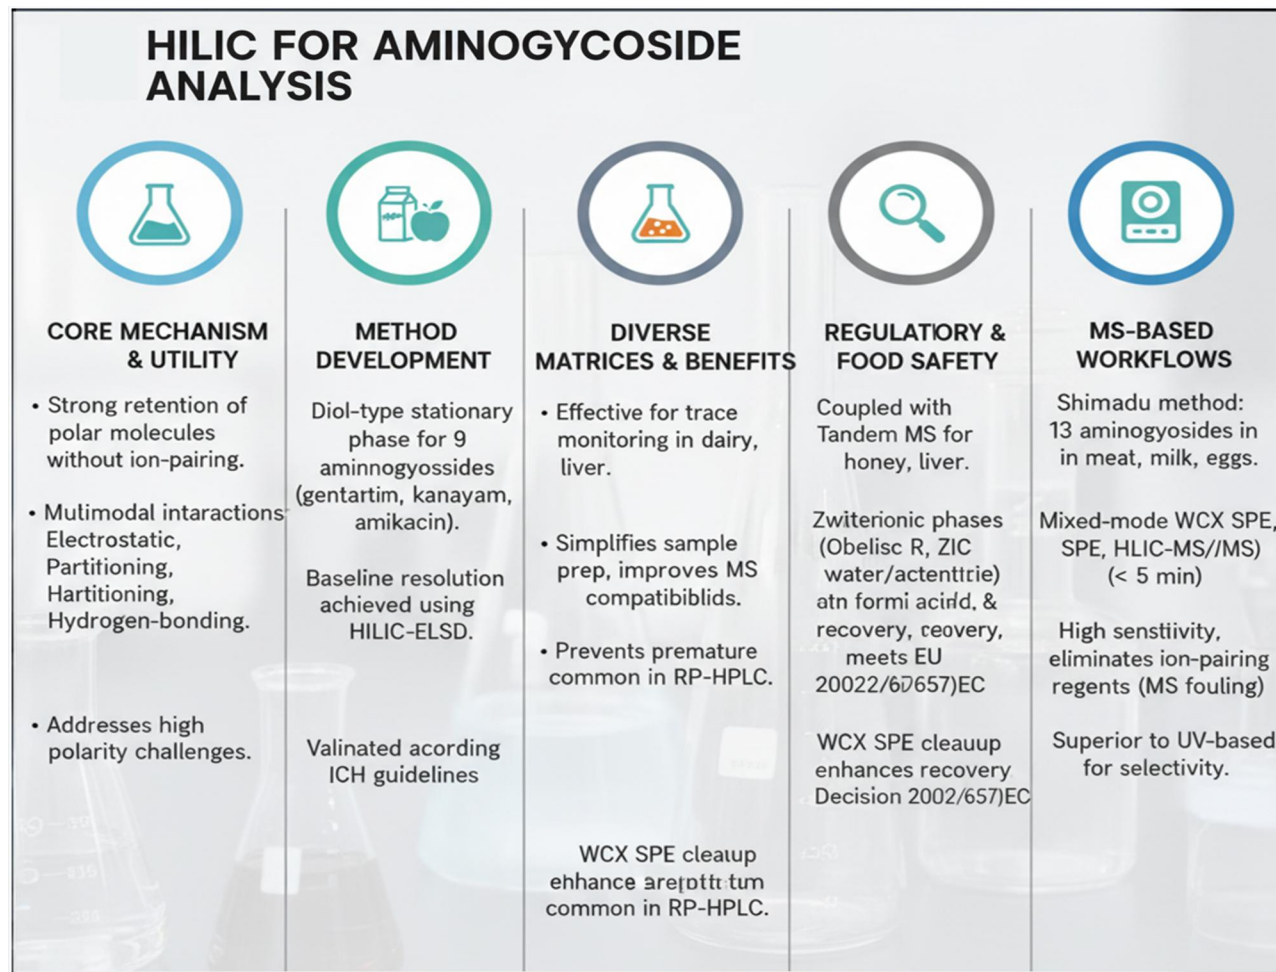 HILIC FOR AMINOGYCOSIDE
ANALYSIS
CORE MECHANISM
& UTILITY
• Strong retention of
polar molecules
without ion-pairing.
• Mulimodal intaractions
Electrostatic,
Partitioning,
Hartitioning,
Hydrogen-bonding.
• Addresses high
polarity challenges.
METHOD
DEVELOPMENT
Diol-type stationary
phase for 9
aminnogyossides
(gentartim, kanayam,
amikacin).
Baseline resolution
achieved using
HILIC-ELSD.
Valinated acording
ICH guidelines
DIVERSE
MATRICES & BENEFITS
• Effective for trace
monitoring in dairy,
liver.
• Simplifies sample
prep, improves MS
compatibiblids.
• Prevents premature
common in RP-HPLC.
WCX SPE
ehhance
common in RP-HPLC.
REGULATORY &
FOOD SAFETY
Coupled with
Tandem MS for
honey, liver.
Zwiterionic phases
(Obelisc R, ZIC
water/actenttrie)
atn formi &
recovery,
meets EU
WCX SPE cleauup
enhances recovery
Decision 2002/657)EC
MS-BASED
WORKFLOWS
Shimadu method:
13 aminogyosides in
in meat, milk, eggs.
Mixed-mode WCX SPE,
SPE, HLIC-MS//MS)
(< 5 min)
High senstiivity,
eliminates ion-pairing
regents (MS fouling)
Superior to UV-based
for selectivity.